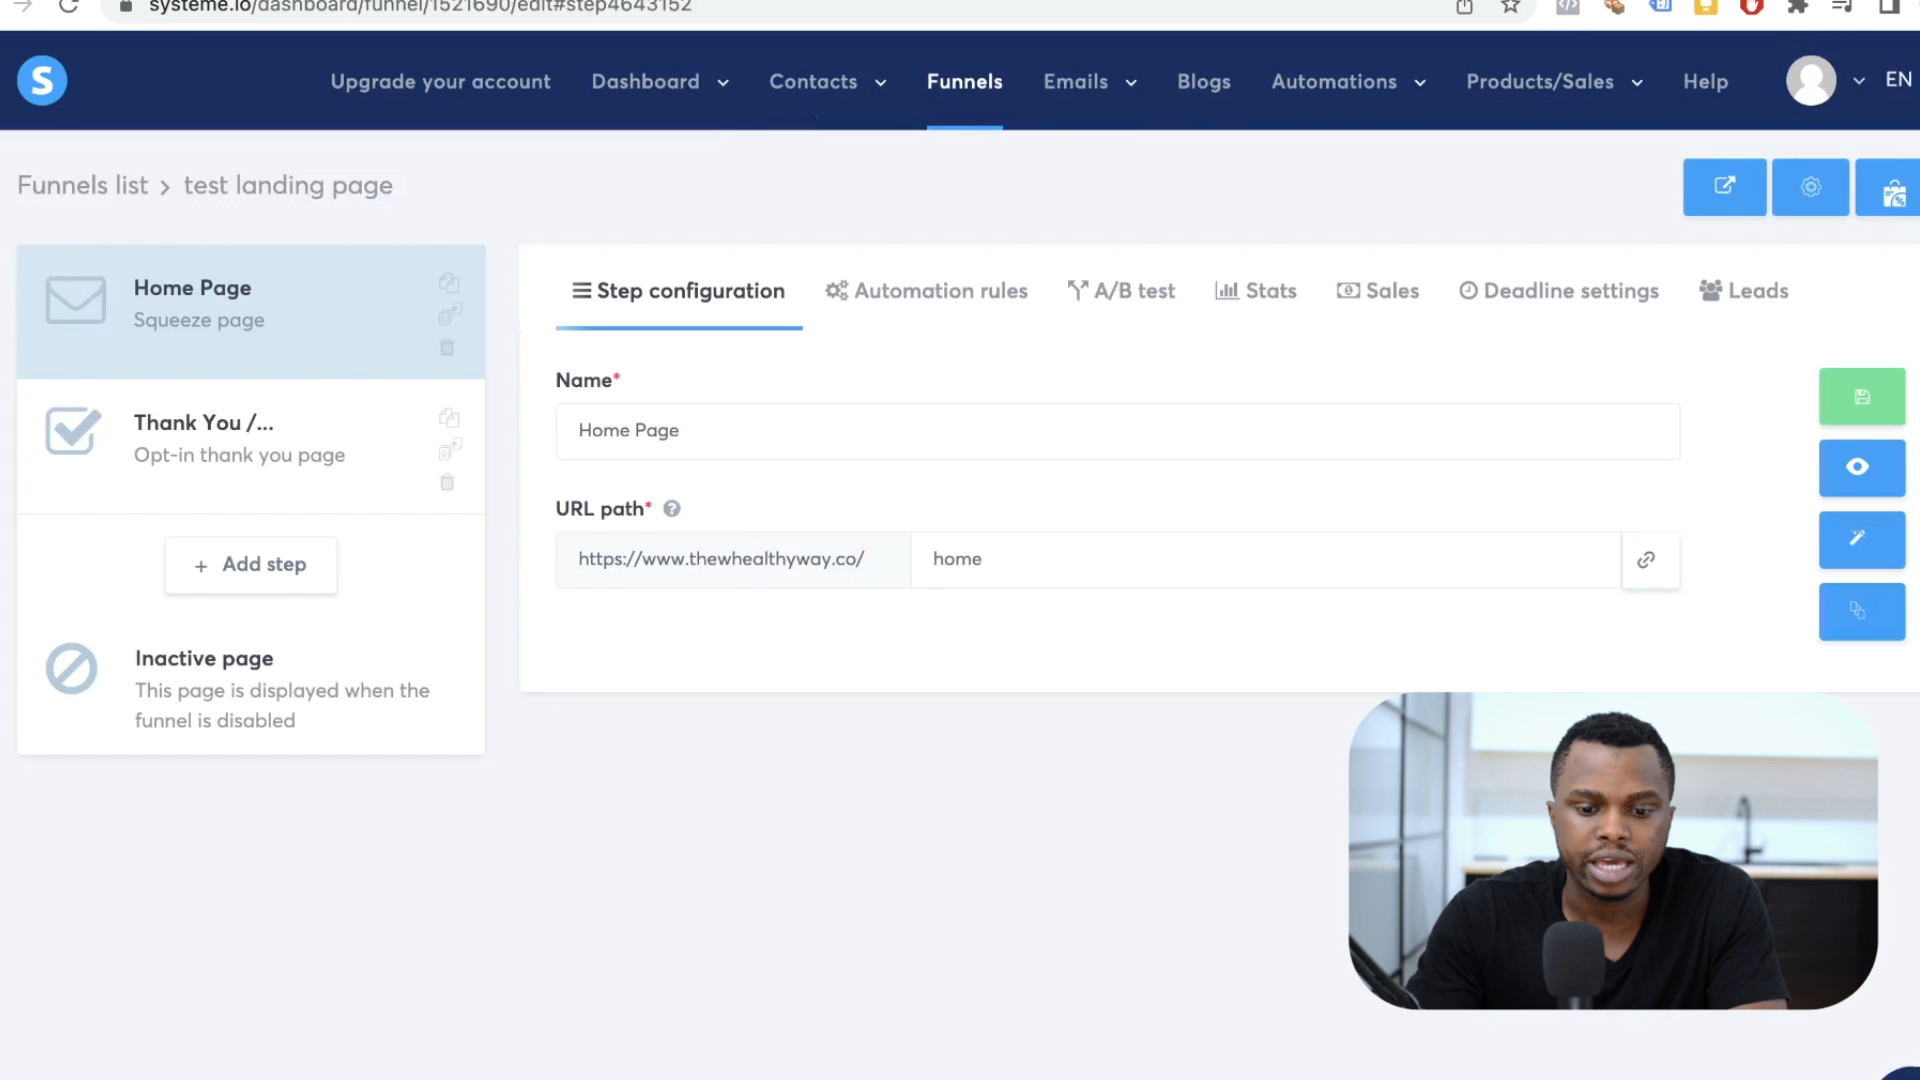 systeme.io/dashboard/funnel/1521690/edit#step4643152
S
Upgrade your account
Dashboard
Contacts
Funnels
Emails
Blogs
Automations
Products/Sales
Help
EN
Funnels list > test landing page
Home Page
Squeeze page
Thank You /...
Opt-in thank you page
+ Add step
Inactive page
This page is displayed when the
funnel is disabled
Step configuration
Automation rules
A/B test
Stats
Sales
Deadline settings
Leads
Name*
Home Page
URL path* ?
https://www.thewhealthyway.co/
home